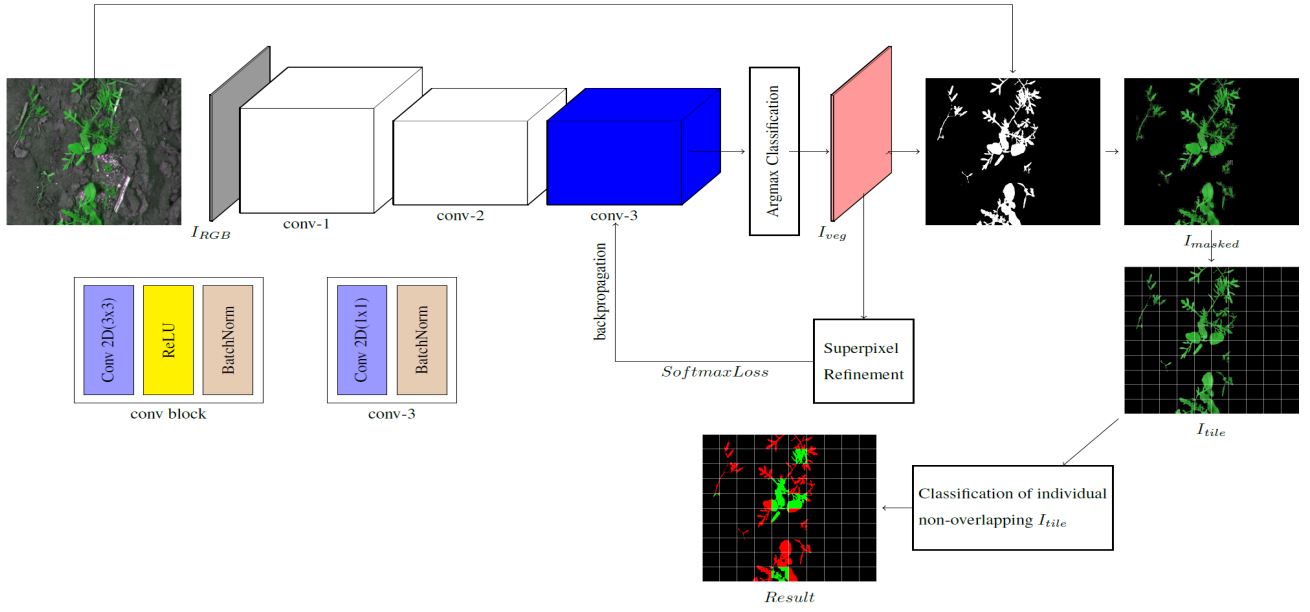 I_RGB
conv-1
conv-2
conv-3
Argmax Classification
I_veg
I_masked
backpropagation
SoftmaxLoss
Superpixel
Refinement
Conv 2D(3x3)
ReLU
BatchNorm
conv block
Conv 2D(1x1)
BatchNorm
conv-3
I_tile
Classification of individual
non-overlapping I_tile
Result